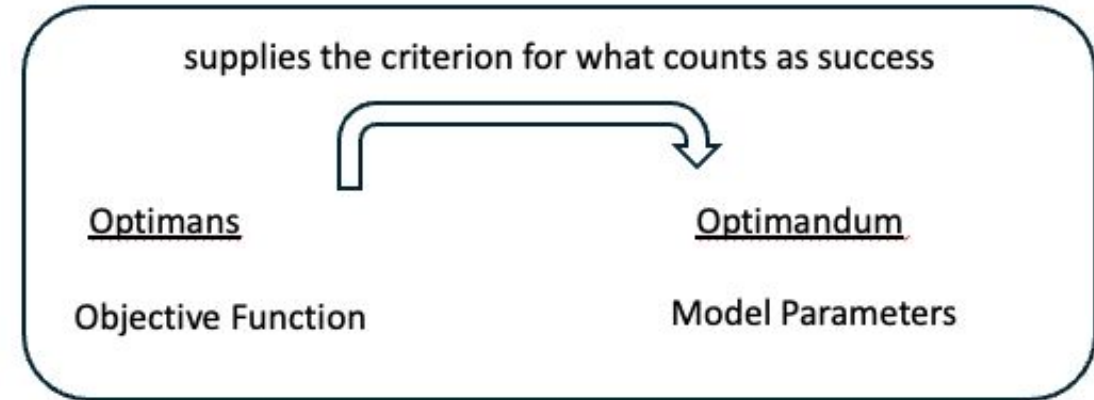 supplies the criterion for what counts as success
Optimans
Optimandum
Objective Function
Model Parameters